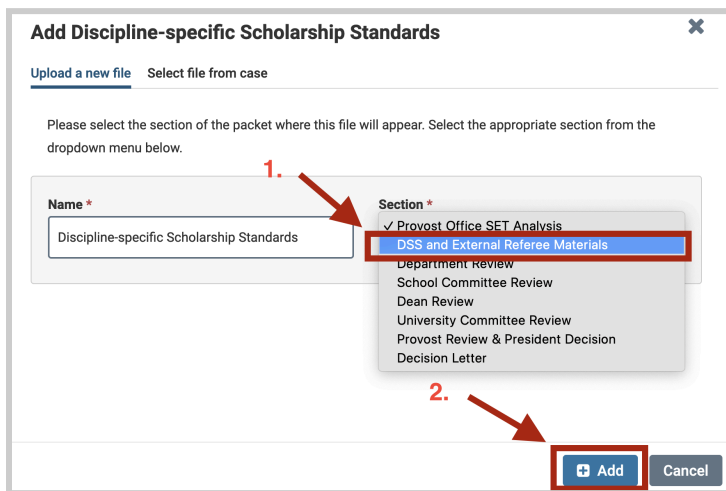 Add Discipline-specific Scholarship Standards
Upload a new file Select file from case
Please select the section of the packet where this file will appear. Select the appropriate section from the
dropdown menu below.
1.
Name * Section *
Discipline-specific Scholarship Standards
✓ Provost Office SET Analysis
DSS and External Referee Materials
Department Review
School Committee Review
Dean Review
University Committee Review
Provost Review & President Decision
Decision Letter
2.
Add Cancel